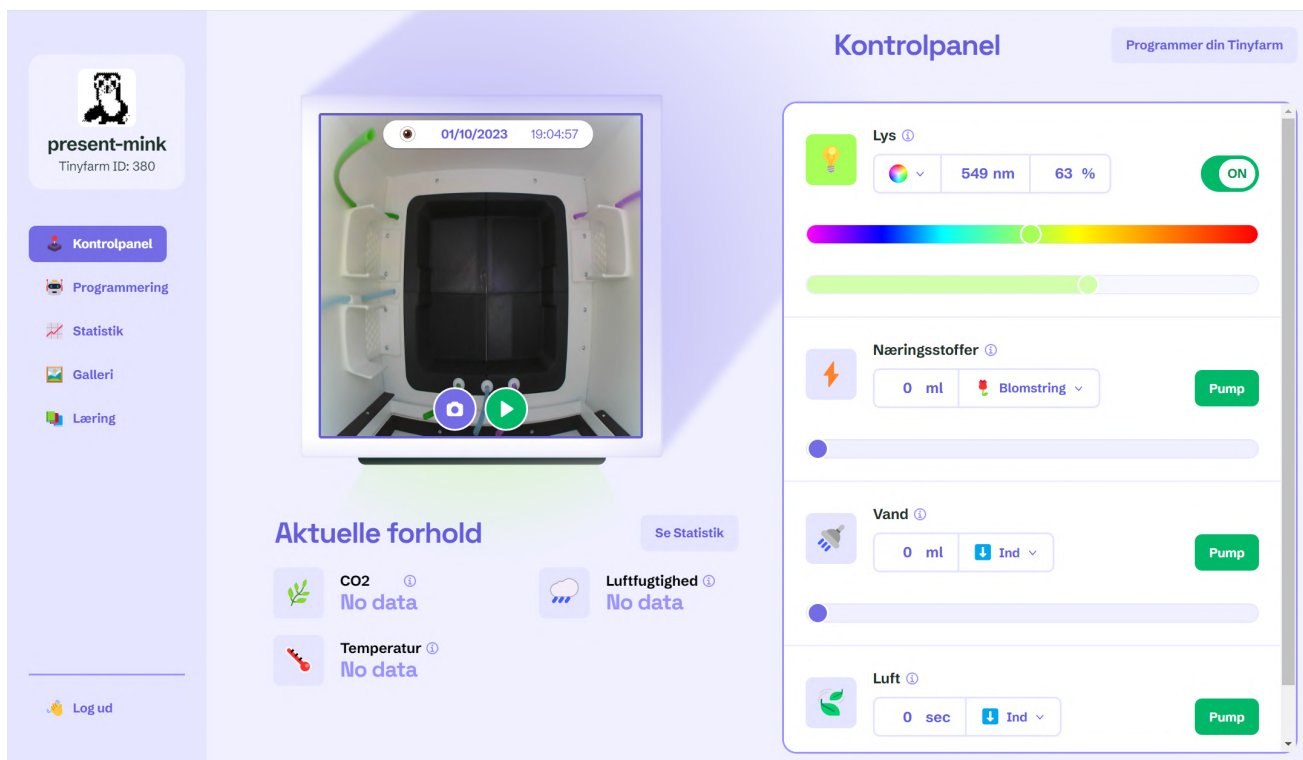 present-mink
Tinyfarm ID: 380
Kontrolpanel
Programmering
Statistik
Galleri
Læring
Log ud
01/10/2023 19:04:57
Aktuelle forhold
Se Statistik
CO2
No data
Luftfugtighed
No data
Temperatur
No data
Kontrolpanel
Programmer din Tinyfarm
Lys
549 nm 63 %
ON
Næringsstoffer
0 ml Blomstring
Pump
Vand
0 ml Ind
Pump
Luft
0 sec Ind
Pump